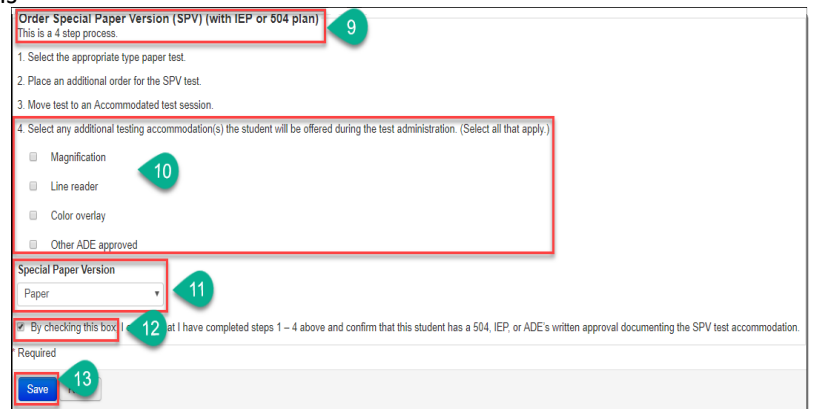 Order Special Paper Version (SPV) (with IEP or 504 plan)
9
This is a 4 step process.
1. Select the appropriate type paper test.
2. Place an additional order for the SPV test.
3. Move test to an Accommodated test session.
4. Select any additional testing accommodation(s) the student will be offered during the test administration. (Select all that apply.)
Magnification
10
Line reader
Color overlay
Other ADE approved
Special Paper Version
Paper
11
By checking this box I 12 at I have completed steps 1 – 4 above and confirm that this student has a 504, IEP, or ADE's written approval documenting the SPV test accommodation.
* Required
Save
13